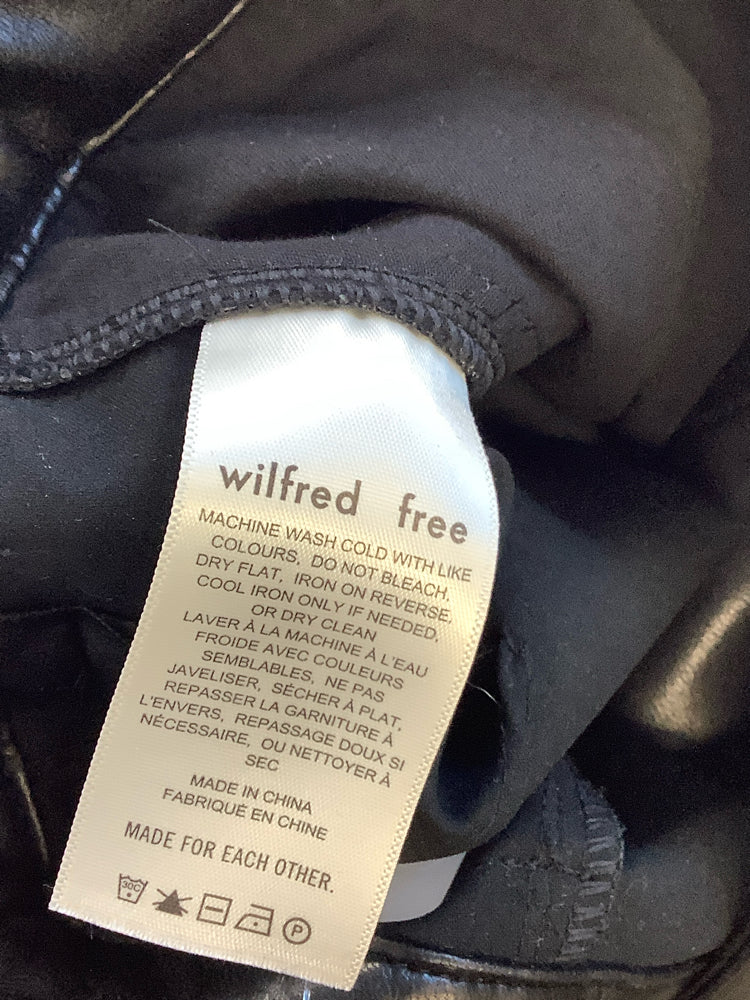 wilfred free
MACHINE WASH COLD WITH LIKE
COLOURS, DO NOT BLEACH,
DRY FLAT, IRON ON REVERSE,
COOL IRON ONLY IF NEEDED,
OR DRY CLEAN
LAVER À LA MACHINE À L'EAU
FROIDE AVEC COULEURS
SEMBLABLES, NE PAS
JAVELISER, SÉCHER À PLAT,
REPASSER LA GARNITURE À
L'ENVERS, REPASSAGE DOUX SI
NÉCESSAIRE, OU NETTOYER À
SEC
MADE IN CHINA
FABRIQUÉ EN CHINE
MADE FOR EACH OTHER.
30C P